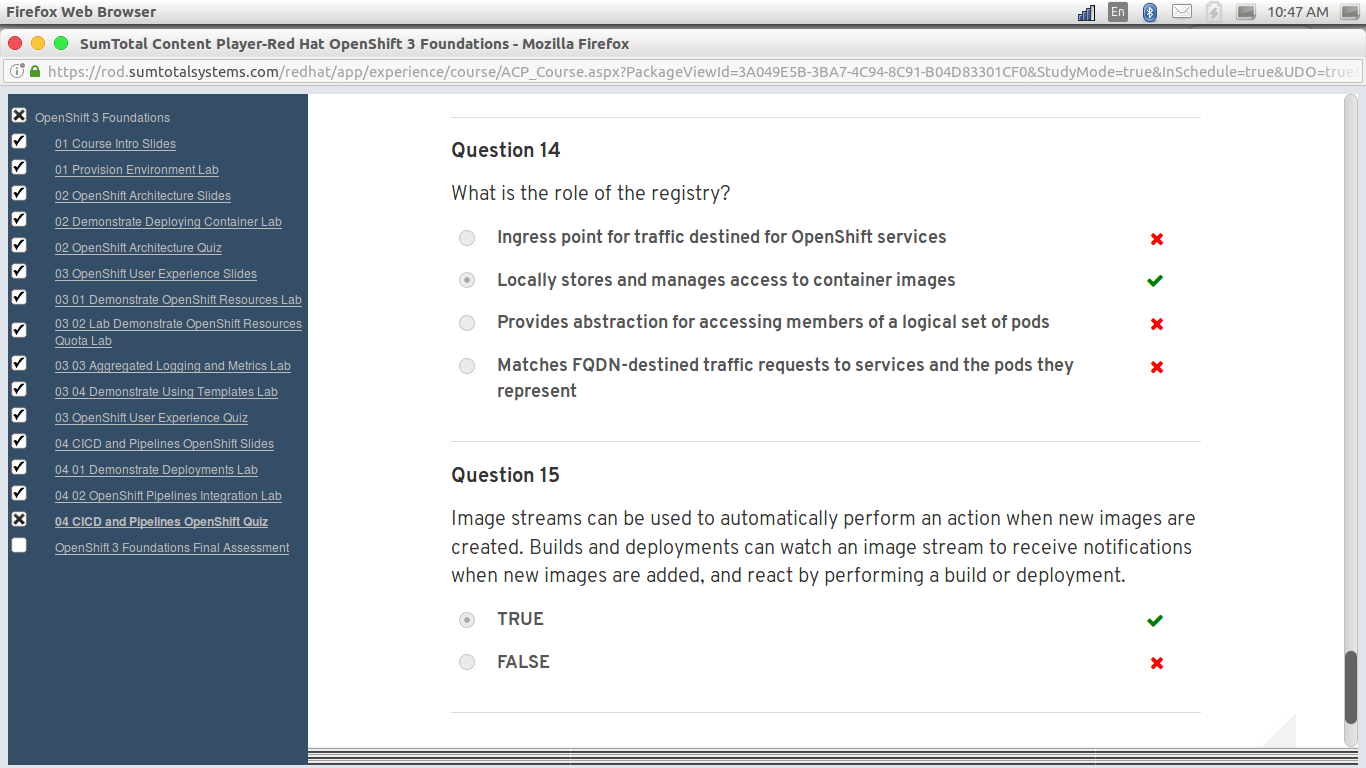 Firefox Web Browser
En
10:47 AM
SumTotal Content Player-Red Hat OpenShift 3 Foundations - Mozilla Firefox
https://rod.sumtotalsystems.com/redhat/app/experience/course/ACP_Course.aspx?PackageViewId=3A049E5B-3BA7-4C94-8C91-B04D83301CF0&StudyMode=true&InSchedule=true&UDO=true&
OpenShift 3 Foundations
01 Course Intro Slides
01 Provision Environment Lab
02 OpenShift Architecture Slides
02 Demonstrate Deploying Container Lab
02 OpenShift Architecture Quiz
03 OpenShift User Experience Slides
03 01 Demonstrate OpenShift Resources Lab
03 02 Lab Demonstrate OpenShift Resources
Quota Lab
03 03 Aggregated Logging and Metrics Lab
03 04 Demonstrate Using Templates Lab
03 OpenShift User Experience Quiz
04 CICD and Pipelines OpenShift Slides
04 01 Demonstrate Deployments Lab
04 02 OpenShift Pipelines Integration Lab
04 CICD and Pipelines OpenShift Quiz
OpenShift 3 Foundations Final Assessment
Question 14
What is the role of the registry?
Ingress point for traffic destined for OpenShift services
Locally stores and manages access to container images
Provides abstraction for accessing members of a logical set of pods
Matches FQDN-destined traffic requests to services and the pods they
represent
Question 15
Image streams can be used to automatically perform an action when new images are
created. Builds and deployments can watch an image stream to receive notifications
when new images are added, and react by performing a build or deployment.
TRUE
FALSE